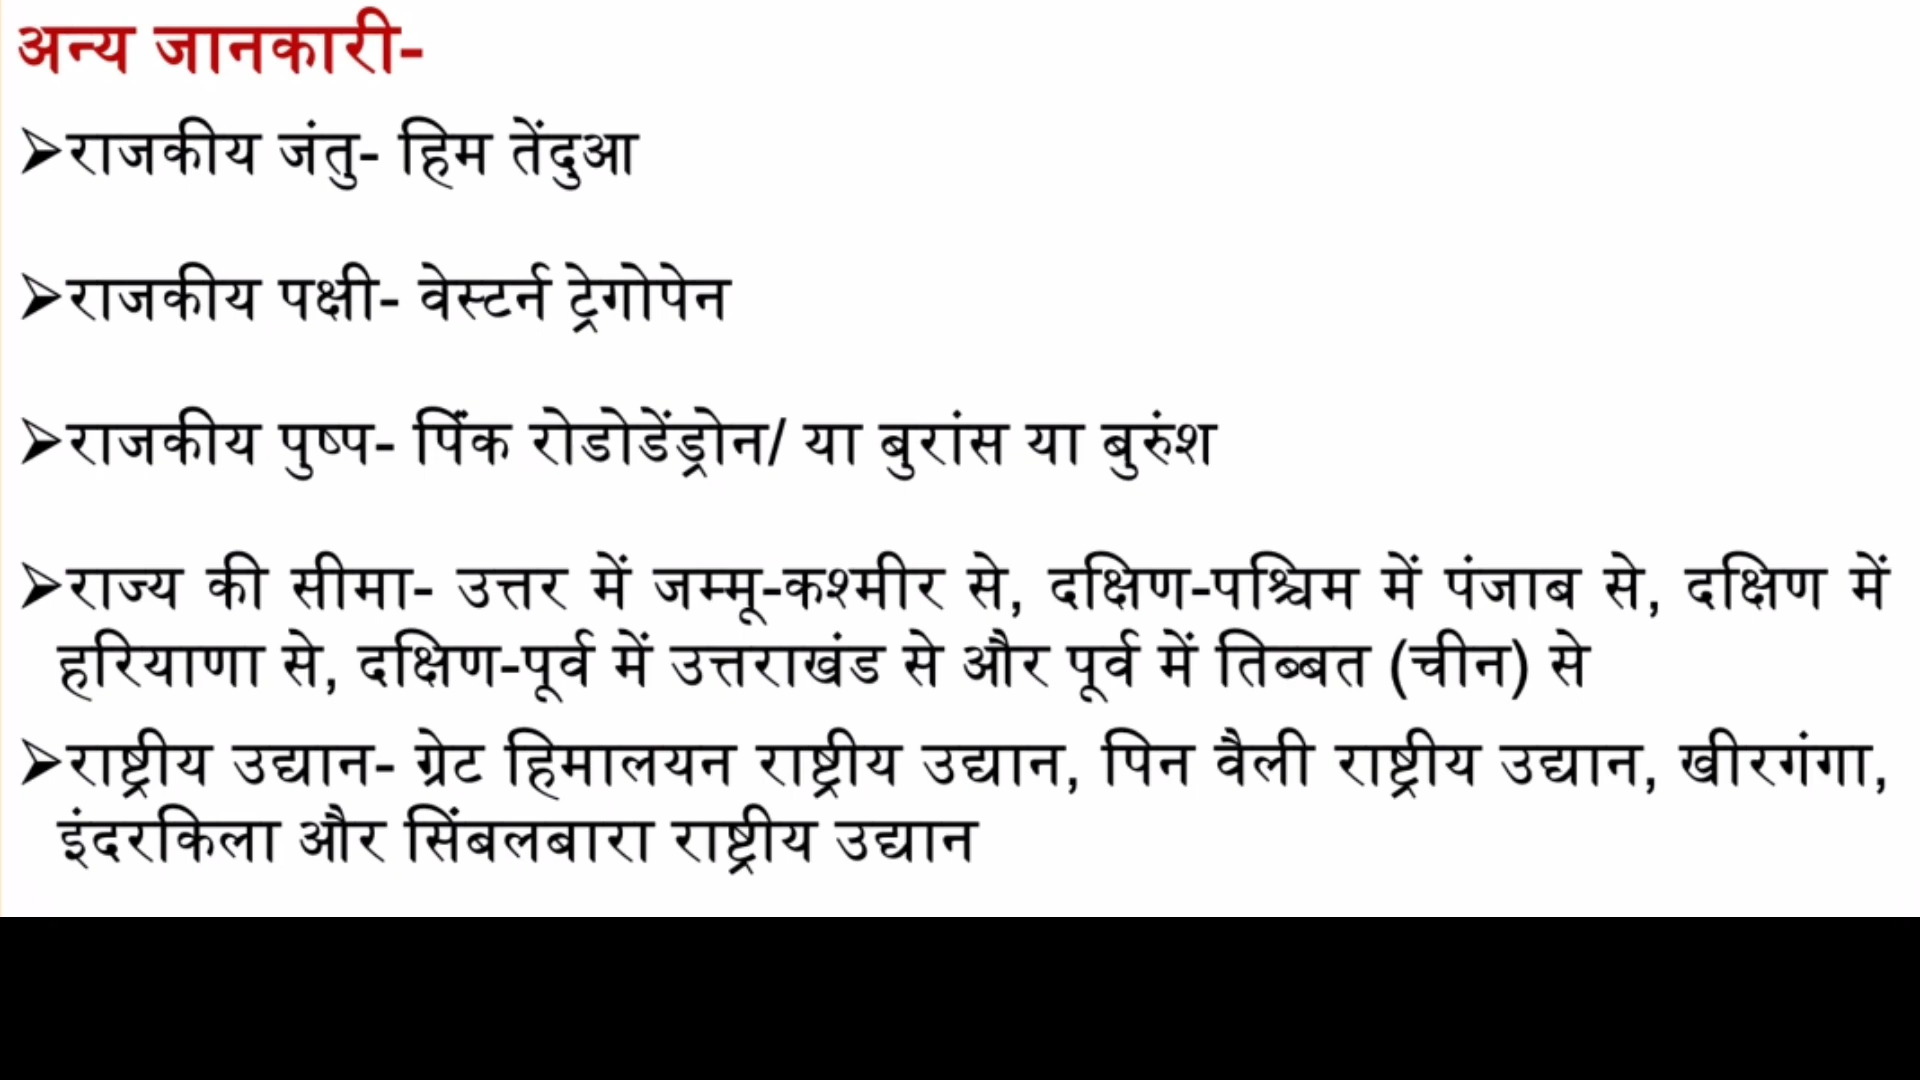 अन्य जानकारी-
➢राजकीय जंतु- हिम तेंदुआ
➢राजकीय पक्षी- वेस्टर्न ट्रेगोपेन
➢राजकीय पुष्प- पिंक रोडोडेंड्रोन/ या बुरांस या बुरुंश
➢राज्य की सीमा- उत्तर में जम्मू-कश्मीर से, दक्षिण-पश्चिम में पंजाब से, दक्षिण में
हरियाणा से, दक्षिण-पूर्व में उत्तराखंड से और पूर्व में तिब्बत (चीन) से
➢राष्ट्रीय उद्यान- ग्रेट हिमालयन राष्ट्रीय उद्यान, पिन वैली राष्ट्रीय उद्यान, खीरगंगा,
इंदरकिला और सिंबलबारा राष्ट्रीय उद्यान